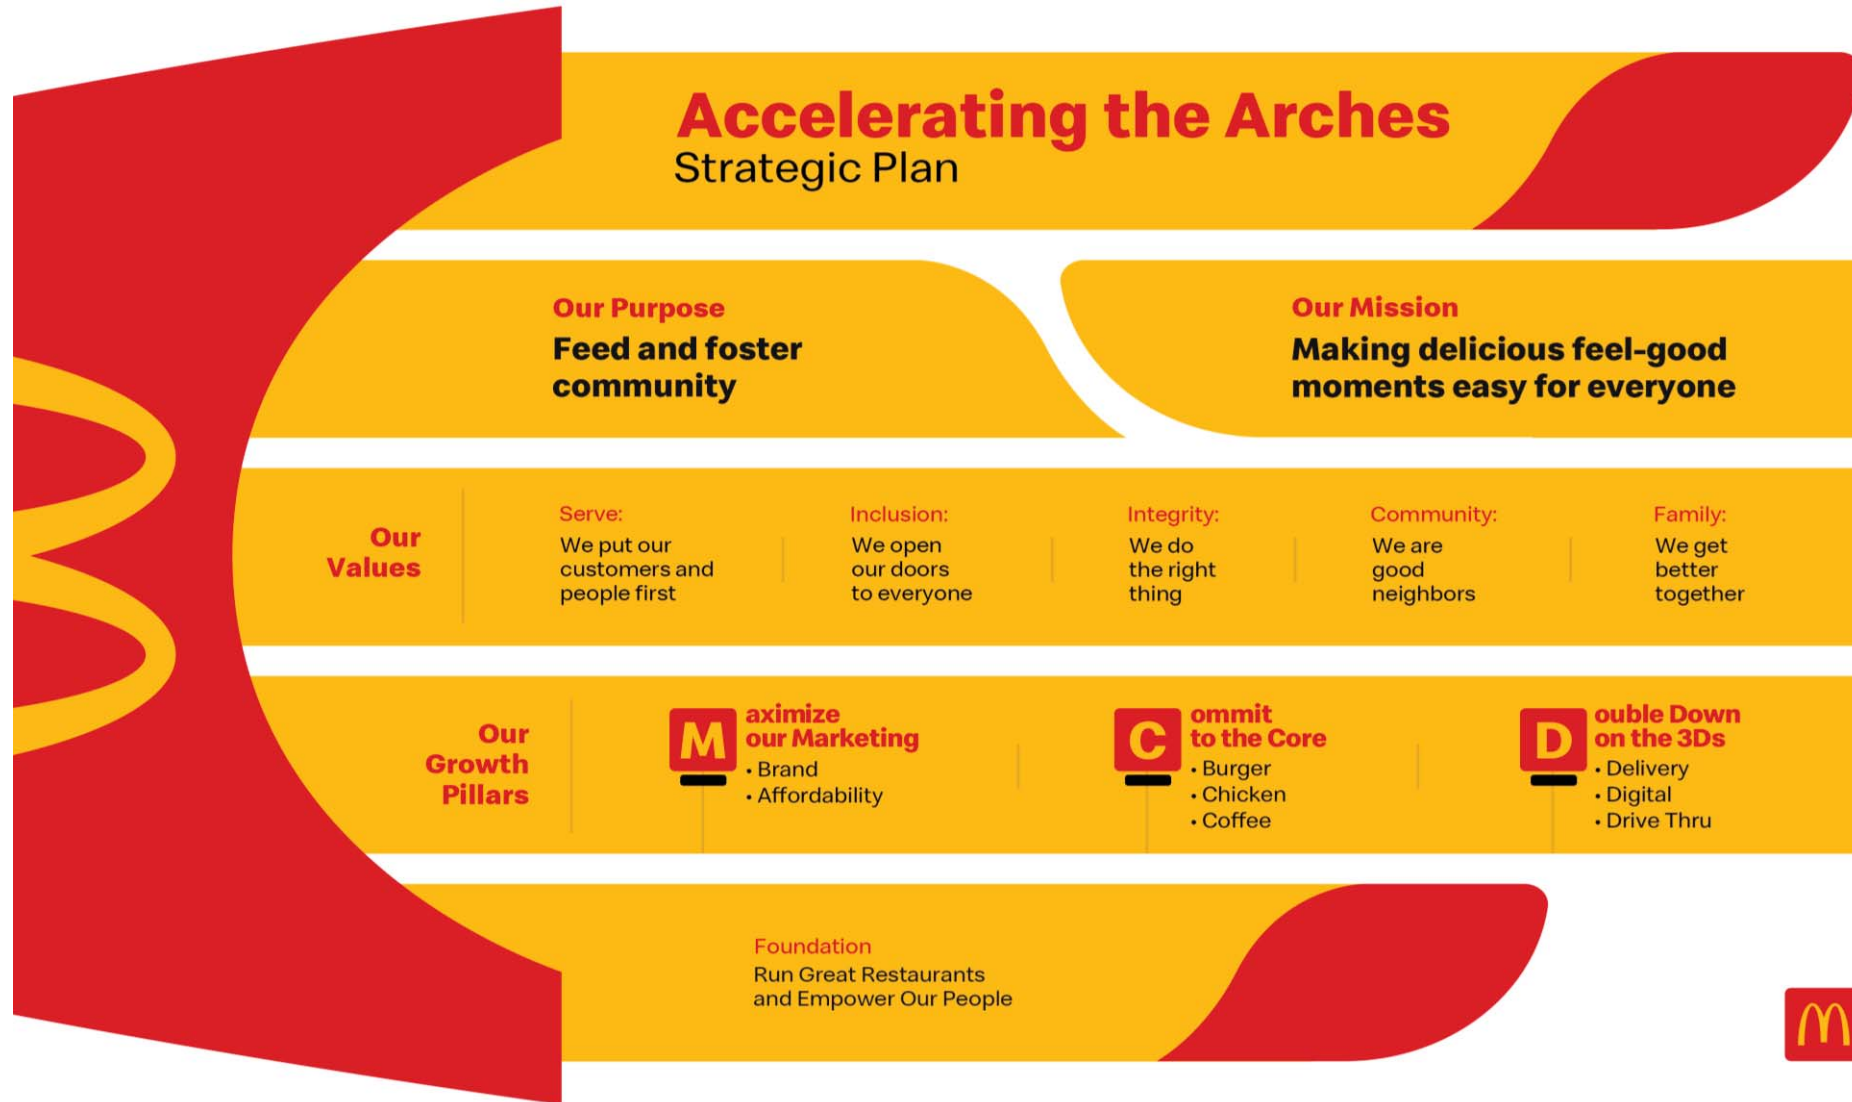 Accelerating the Arches
Strategic Plan
Our Purpose
Feed and foster
community
Our Mission
Making delicious feel-good
moments easy for everyone
Our
Values
Serve:
We put our
customers and
people first
Inclusion:
We open
our doors
to everyone
Integrity:
We do
the right
thing
Community:
We are
good
neighbors
Family:
We get
better
together
Our
Growth
Pillars
Maximize
our Marketing
• Brand
• Affordability
Commit
to the Core
• Burger
• Chicken
• Coffee
Double Down
on the 3Ds
• Delivery
• Digital
• Drive Thru
Foundation
Run Great Restaurants
and Empower Our People